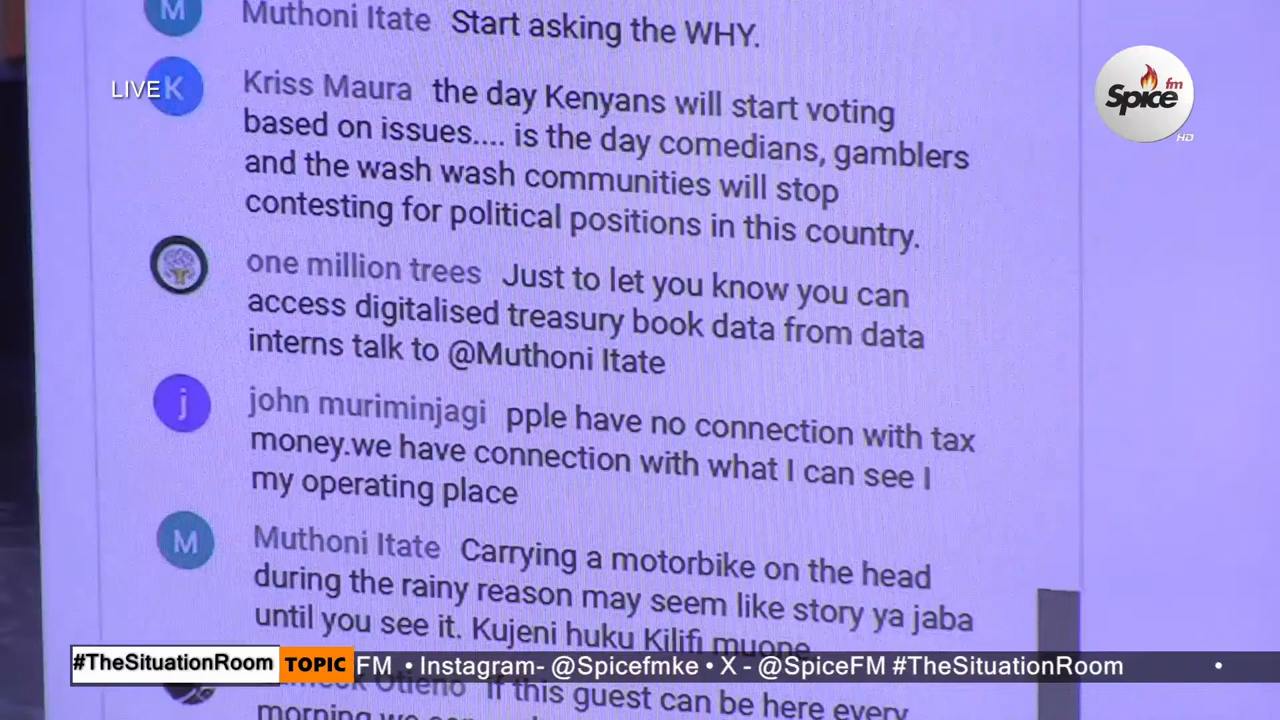 M Muthoni Itate Start asking the WHY.
LIVE K Kriss Maura the day Kenyans will start voting
based on issues.... is the day comedians, gamblers
and the wash wash communities will stop
contesting for political positions in this country.
one million trees Just to let you know you can
access digitalised treasury book data from data
interns talk to @Muthoni Itate
j john muriminjagi pple have no connection with tax
money.we have connection with what I can see I
my operating place
M Muthoni Itate Carrying a motorbike on the head
during the rainy reason may seem like story ya jaba
until you see it. Kujeni huku Kilifi muone
Otieno If this guest can be here every
morning we
Spice fm
HD
#TheSituationRoom TOPIC FM • Instagram- @Spicefmke • X - @SpiceFM #TheSituationRoom •